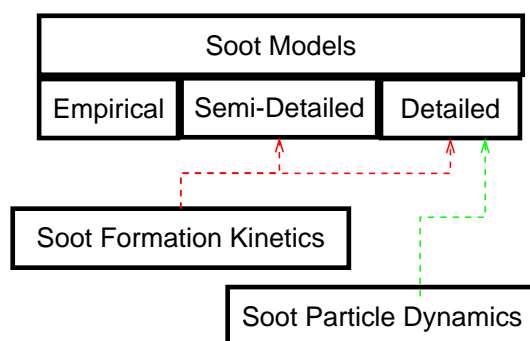 Soot Models
Empirical Semi-Detailed Detailed
Soot Formation Kinetics
Soot Particle Dynamics